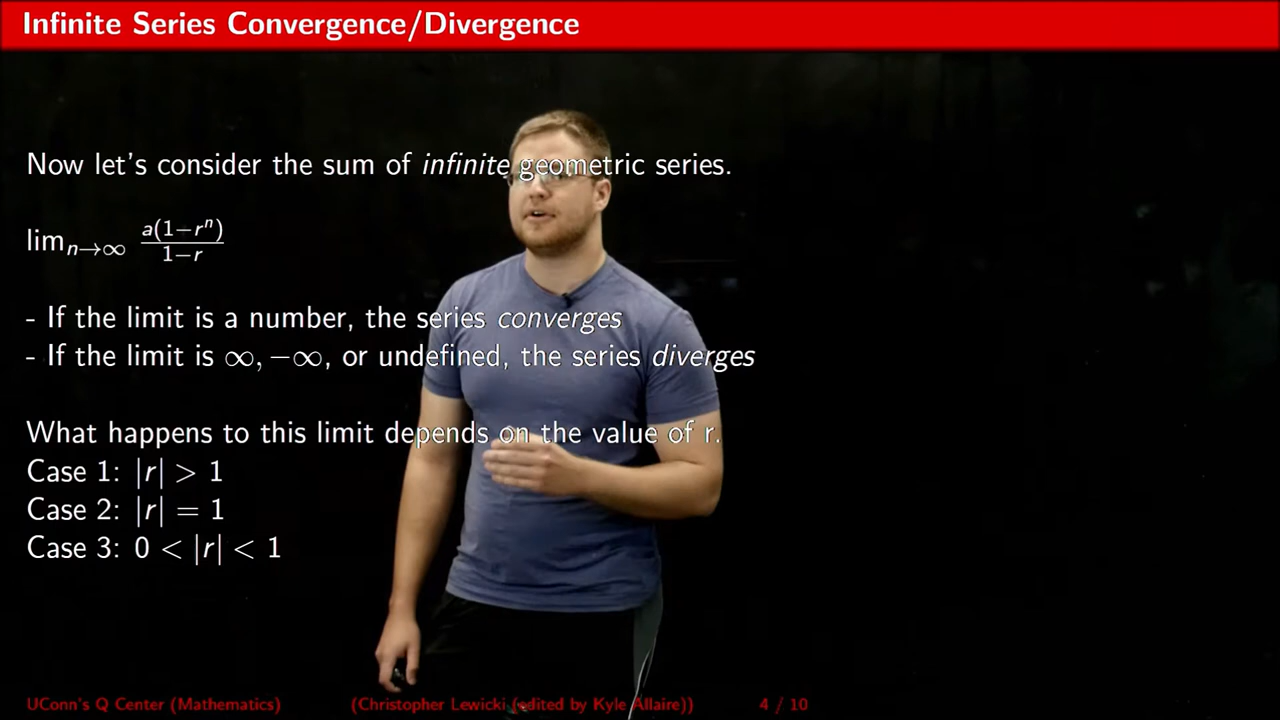 Infinite Series Convergence/Divergence
Now let's consider the sum of infinite geometric series.
lim_{n→∞} \frac{a(1−r^n)}{1−r}
- If the limit is a number, the series converges
- If the limit is ∞, −∞, or undefined, the series diverges
What happens to this limit depends on the value of r.
Case 1: |r| > 1
Case 2: |r| = 1
Case 3: 0 < |r| < 1
UConn's Q Center (Mathematics) (Christopher Lewicki (edited by Kyle Allaire)) 4 / 10